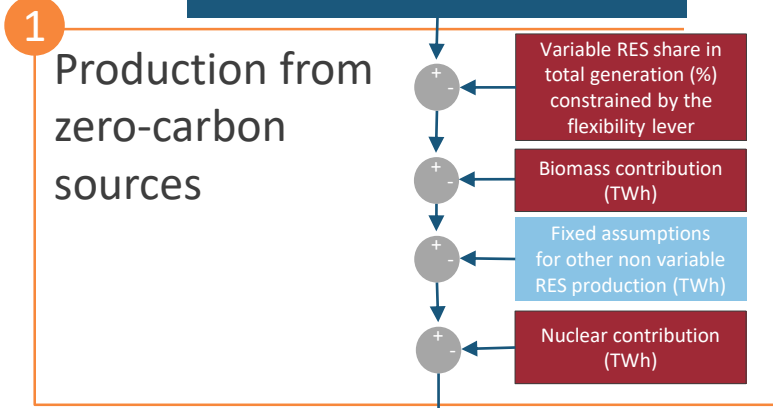 1
Production from
zero-carbon
sources
+
-
Variable RES share in
total generation (%)
constrained by the
flexibility lever
+
-
Biomass contribution
(TWh)
+
-
Fixed assumptions
for other non variable
RES production (TWh)
+
-
Nuclear contribution
(TWh)